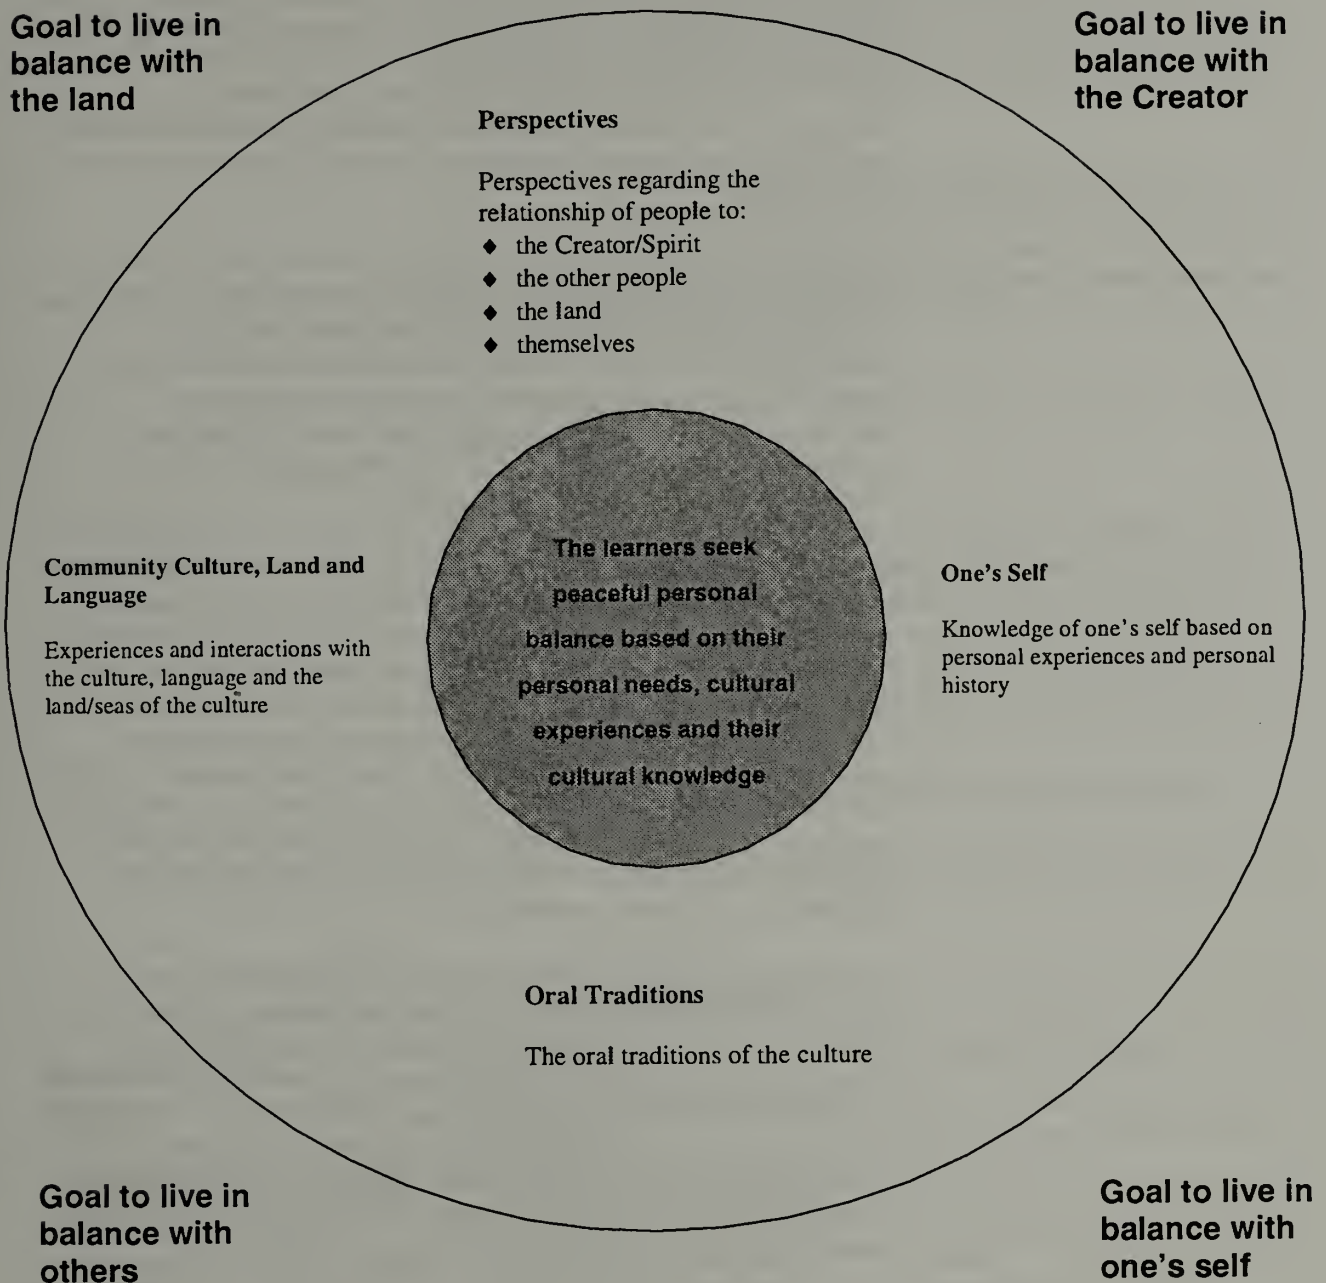 Goal to live in
balance with
the land
Goal to live in
balance with
the Creator
Perspectives
Perspectives regarding the
relationship of people to:
♦ the Creator/Spirit
♦ the other people
♦ the land
♦ themselves
Community Culture, Land and
Language
Experiences and interactions with
the culture, language and the
land/seas of the culture
The learners seek
peaceful personal
balance based on their
personal needs, cultural
experiences and their
cultural knowledge
One's Self
Knowledge of one's self based on
personal experiences and personal
history
Oral Traditions
The oral traditions of the culture
Goal to live in
balance with
others
Goal to live in
balance with
one's self